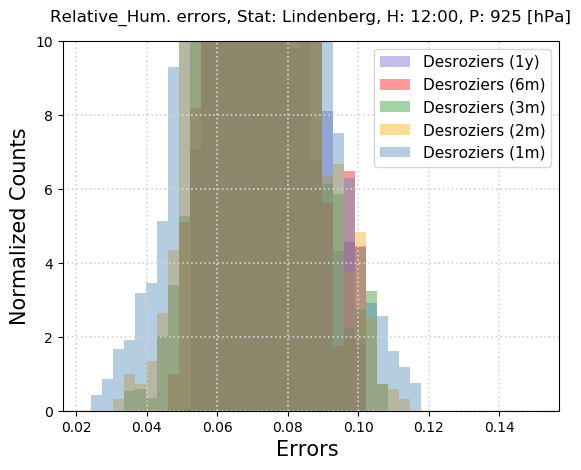 Relative_Hum. errors, Stat: Lindenberg, H: 12:00, P: 925 [hPa]
Desroziers (1y)
Desroziers (6m)
Desroziers (3m)
Desroziers (2m)
Desroziers (1m)
Normalized Counts
10
8
6
4
2
0
0.02 0.04 0.06 0.08 0.10 0.12 0.14
Errors